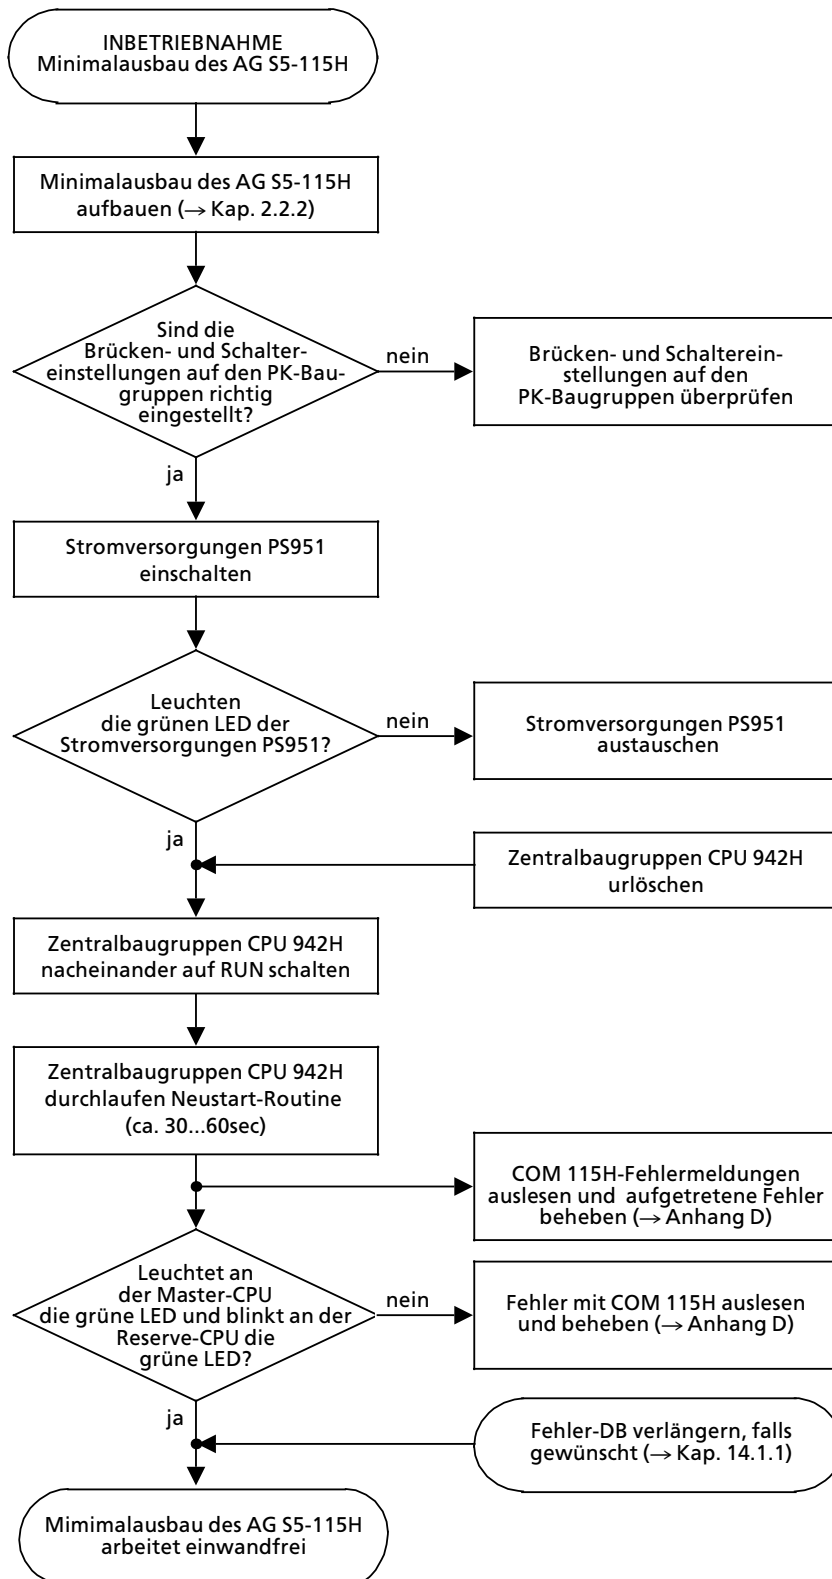 INBETRIEBNAHME
Minimalausbau des AG S5-115H
Minimalausbau des AG S5-115H
aufbauen (→ Kap. 2.2.2)
Sind die
Brücken- und Schalter-
einstellungen auf den PK-Bau-
gruppen richtig
eingestellt?
nein
Brücken- und Schalterein-
stellungen auf den
PK-Baugruppen überprüfen
ja
Stromversorgungen PS951
einschalten
Leuchten
die grünen LED der
Stromversorgungen PS951?
nein
Stromversorgungen PS951
austauschen
ja
Zentralbaugruppen CPU 942H
urlöschen
Zentralbaugruppen CPU 942H
nacheinander auf RUN schalten
Zentralbaugruppen CPU 942H
durchlaufen Neustart-Routine
(ca. 30...60sec)
COM 115H-Fehlermeldungen
auslesen und aufgetretene Fehler
beheben (→ Anhang D)
Leuchtet an
der Master-CPU
die grüne LED und blinkt an der
Reserve-CPU die
grüne LED?
nein
Fehler mit COM 115H auslesen
und beheben (→ Anhang D)
ja
Fehler-DB verlängern, falls
gewünscht (→ Kap. 14.1.1)
Mimimalausbau des AG S5-115H
arbeitet einwandfrei